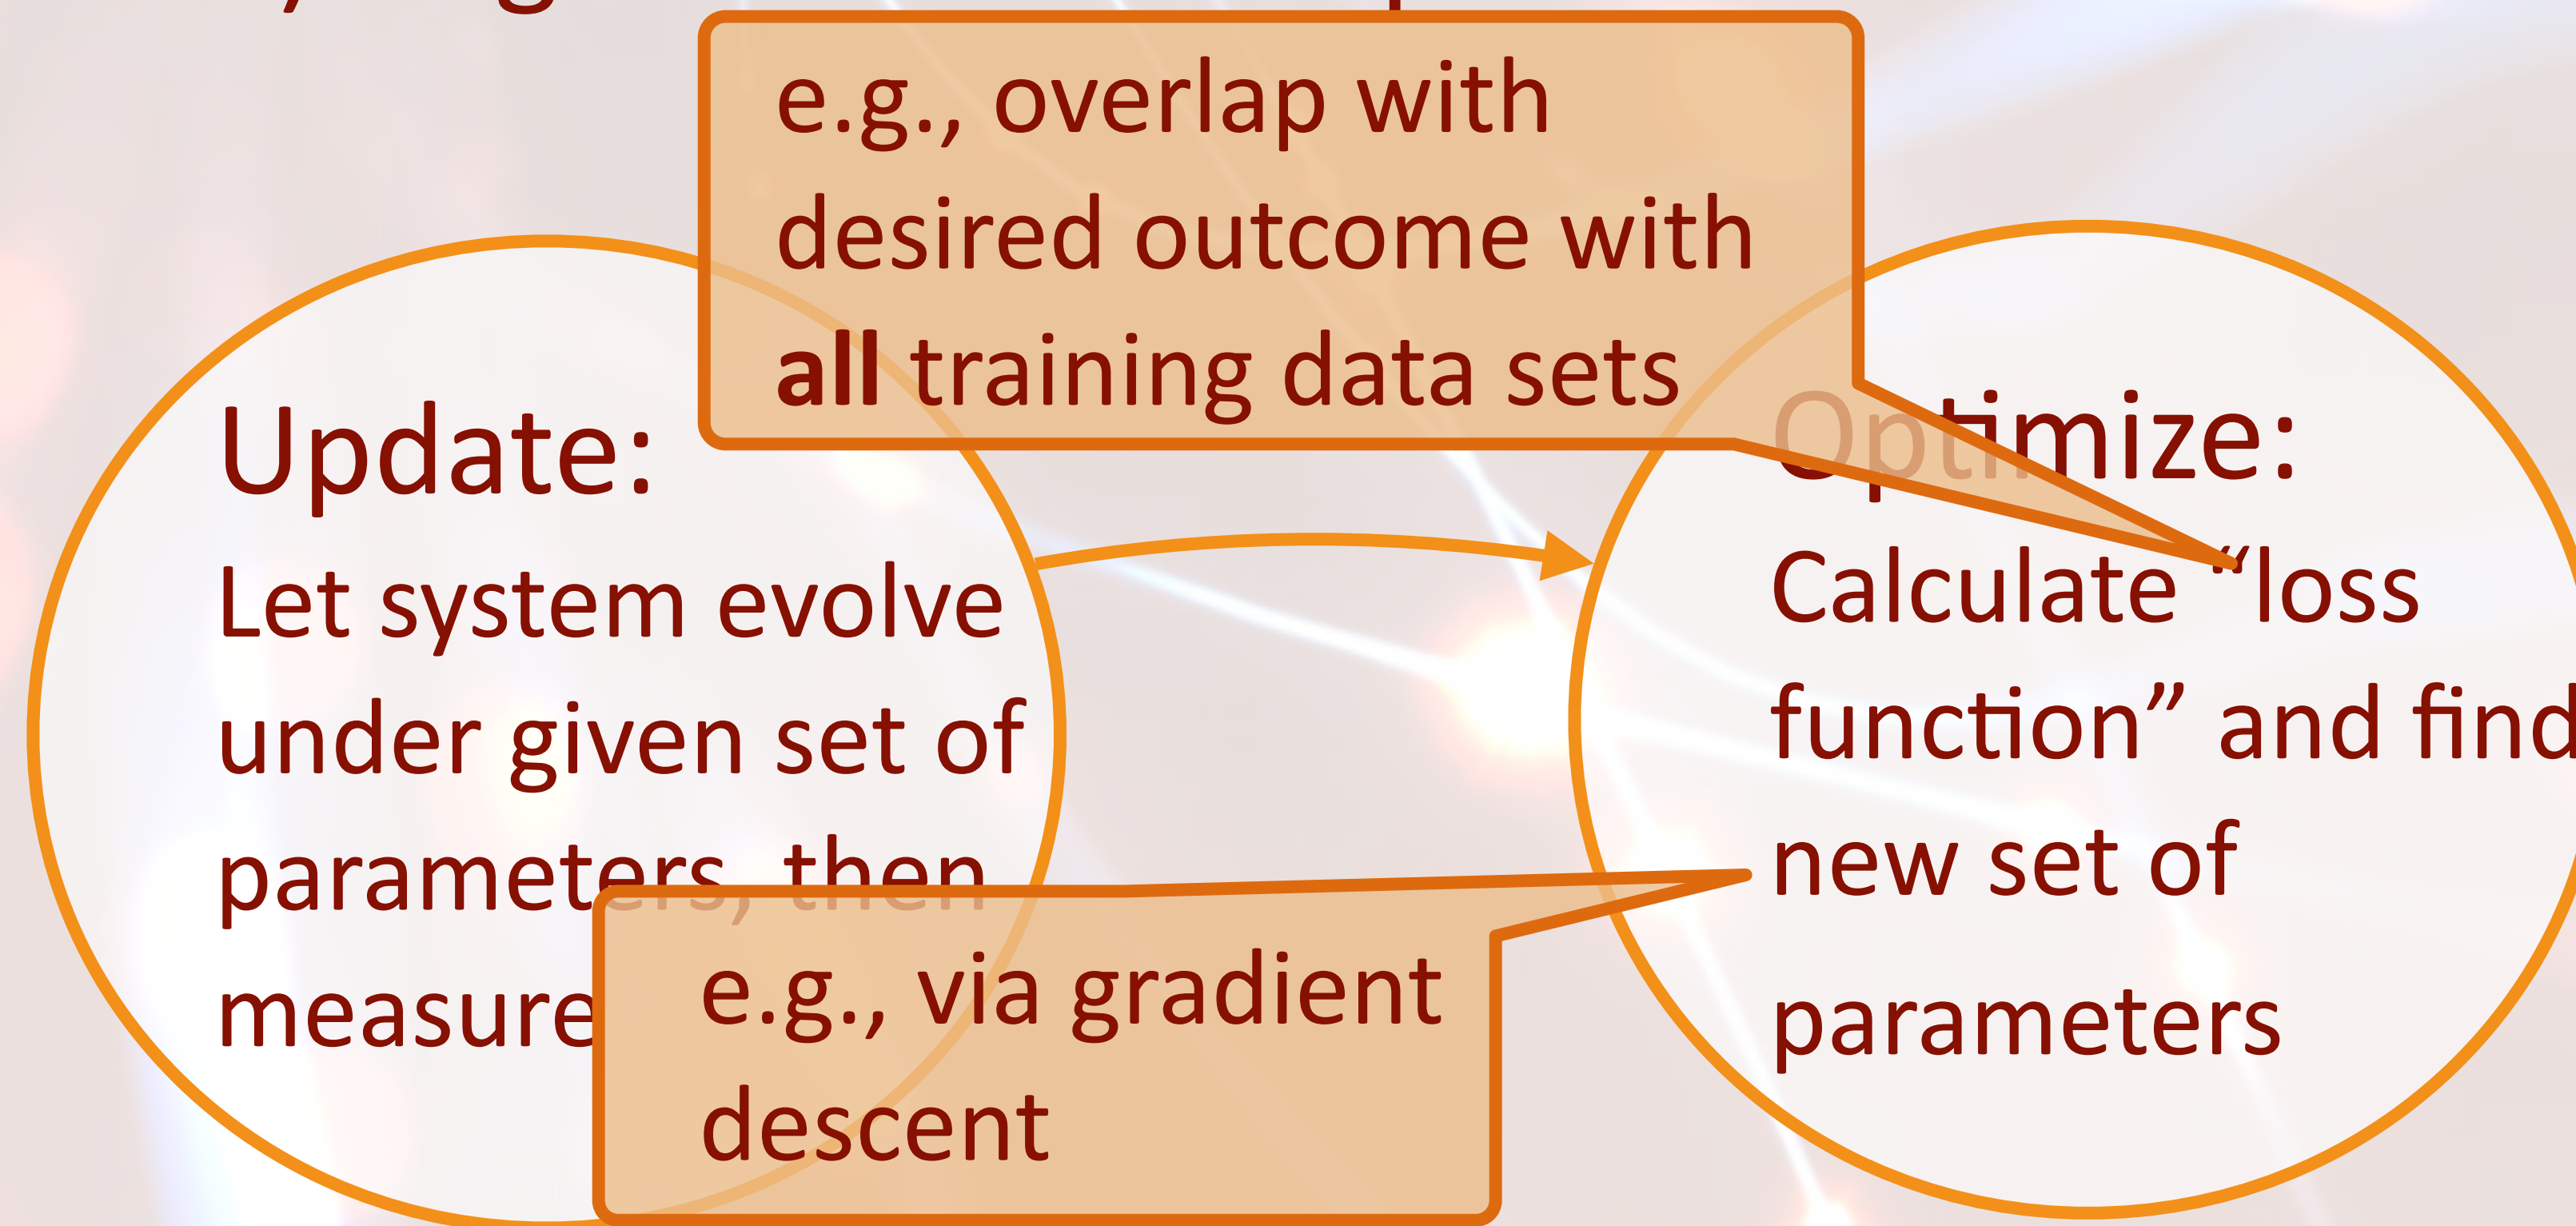 e.g., overlap with
desired outcome with
all training data sets
Update:
Let system evolve
under given set of
parameters, then
measure
Optimize:
Calculate “loss
function” and find
new set of
parameters
e.g., via gradient
descent